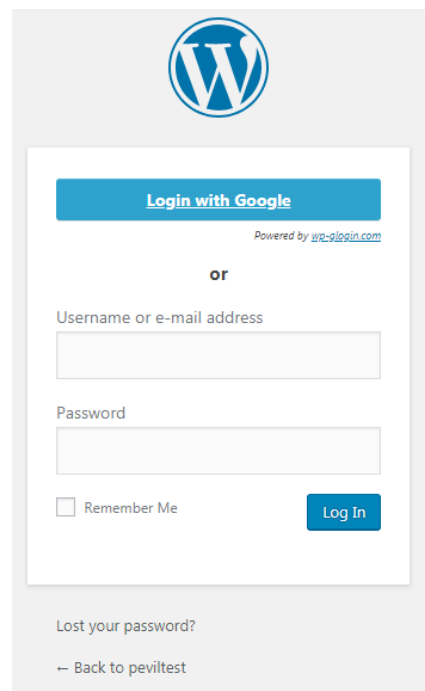 Login with Google
Powered by wp-glogin.com
or
Username or e-mail address
Password
Remember Me
Log In
Lost your password?
← Back to peviltest